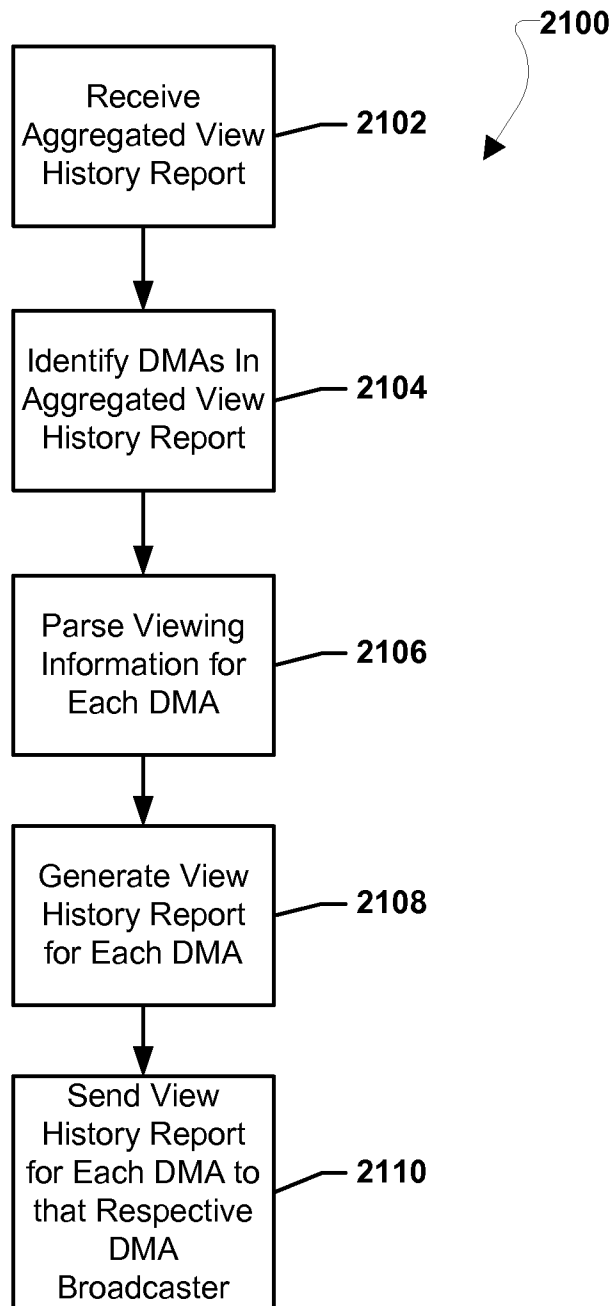 2100
Receive
Aggregated View
History Report
2102
Identify DMAs In
Aggregated View
History Report
2104
Parse Viewing
Information for
Each DMA
2106
Generate View
History Report
for Each DMA
2108
Send View
History Report
for Each DMA to
that Respective
DMA
Broadcaster
2110